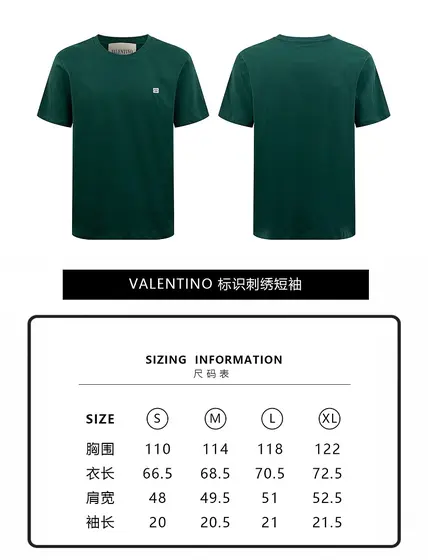 VALENTINO
VALENTINO 标识刺绣短袖
SIZING INFORMATION
尺码表
SIZE S M L XL
胸围 110 114 118 122
衣长 66.5 68.5 70.5 72.5
肩宽 48 49.5 51 52.5
袖长 20 20.5 21 21.5